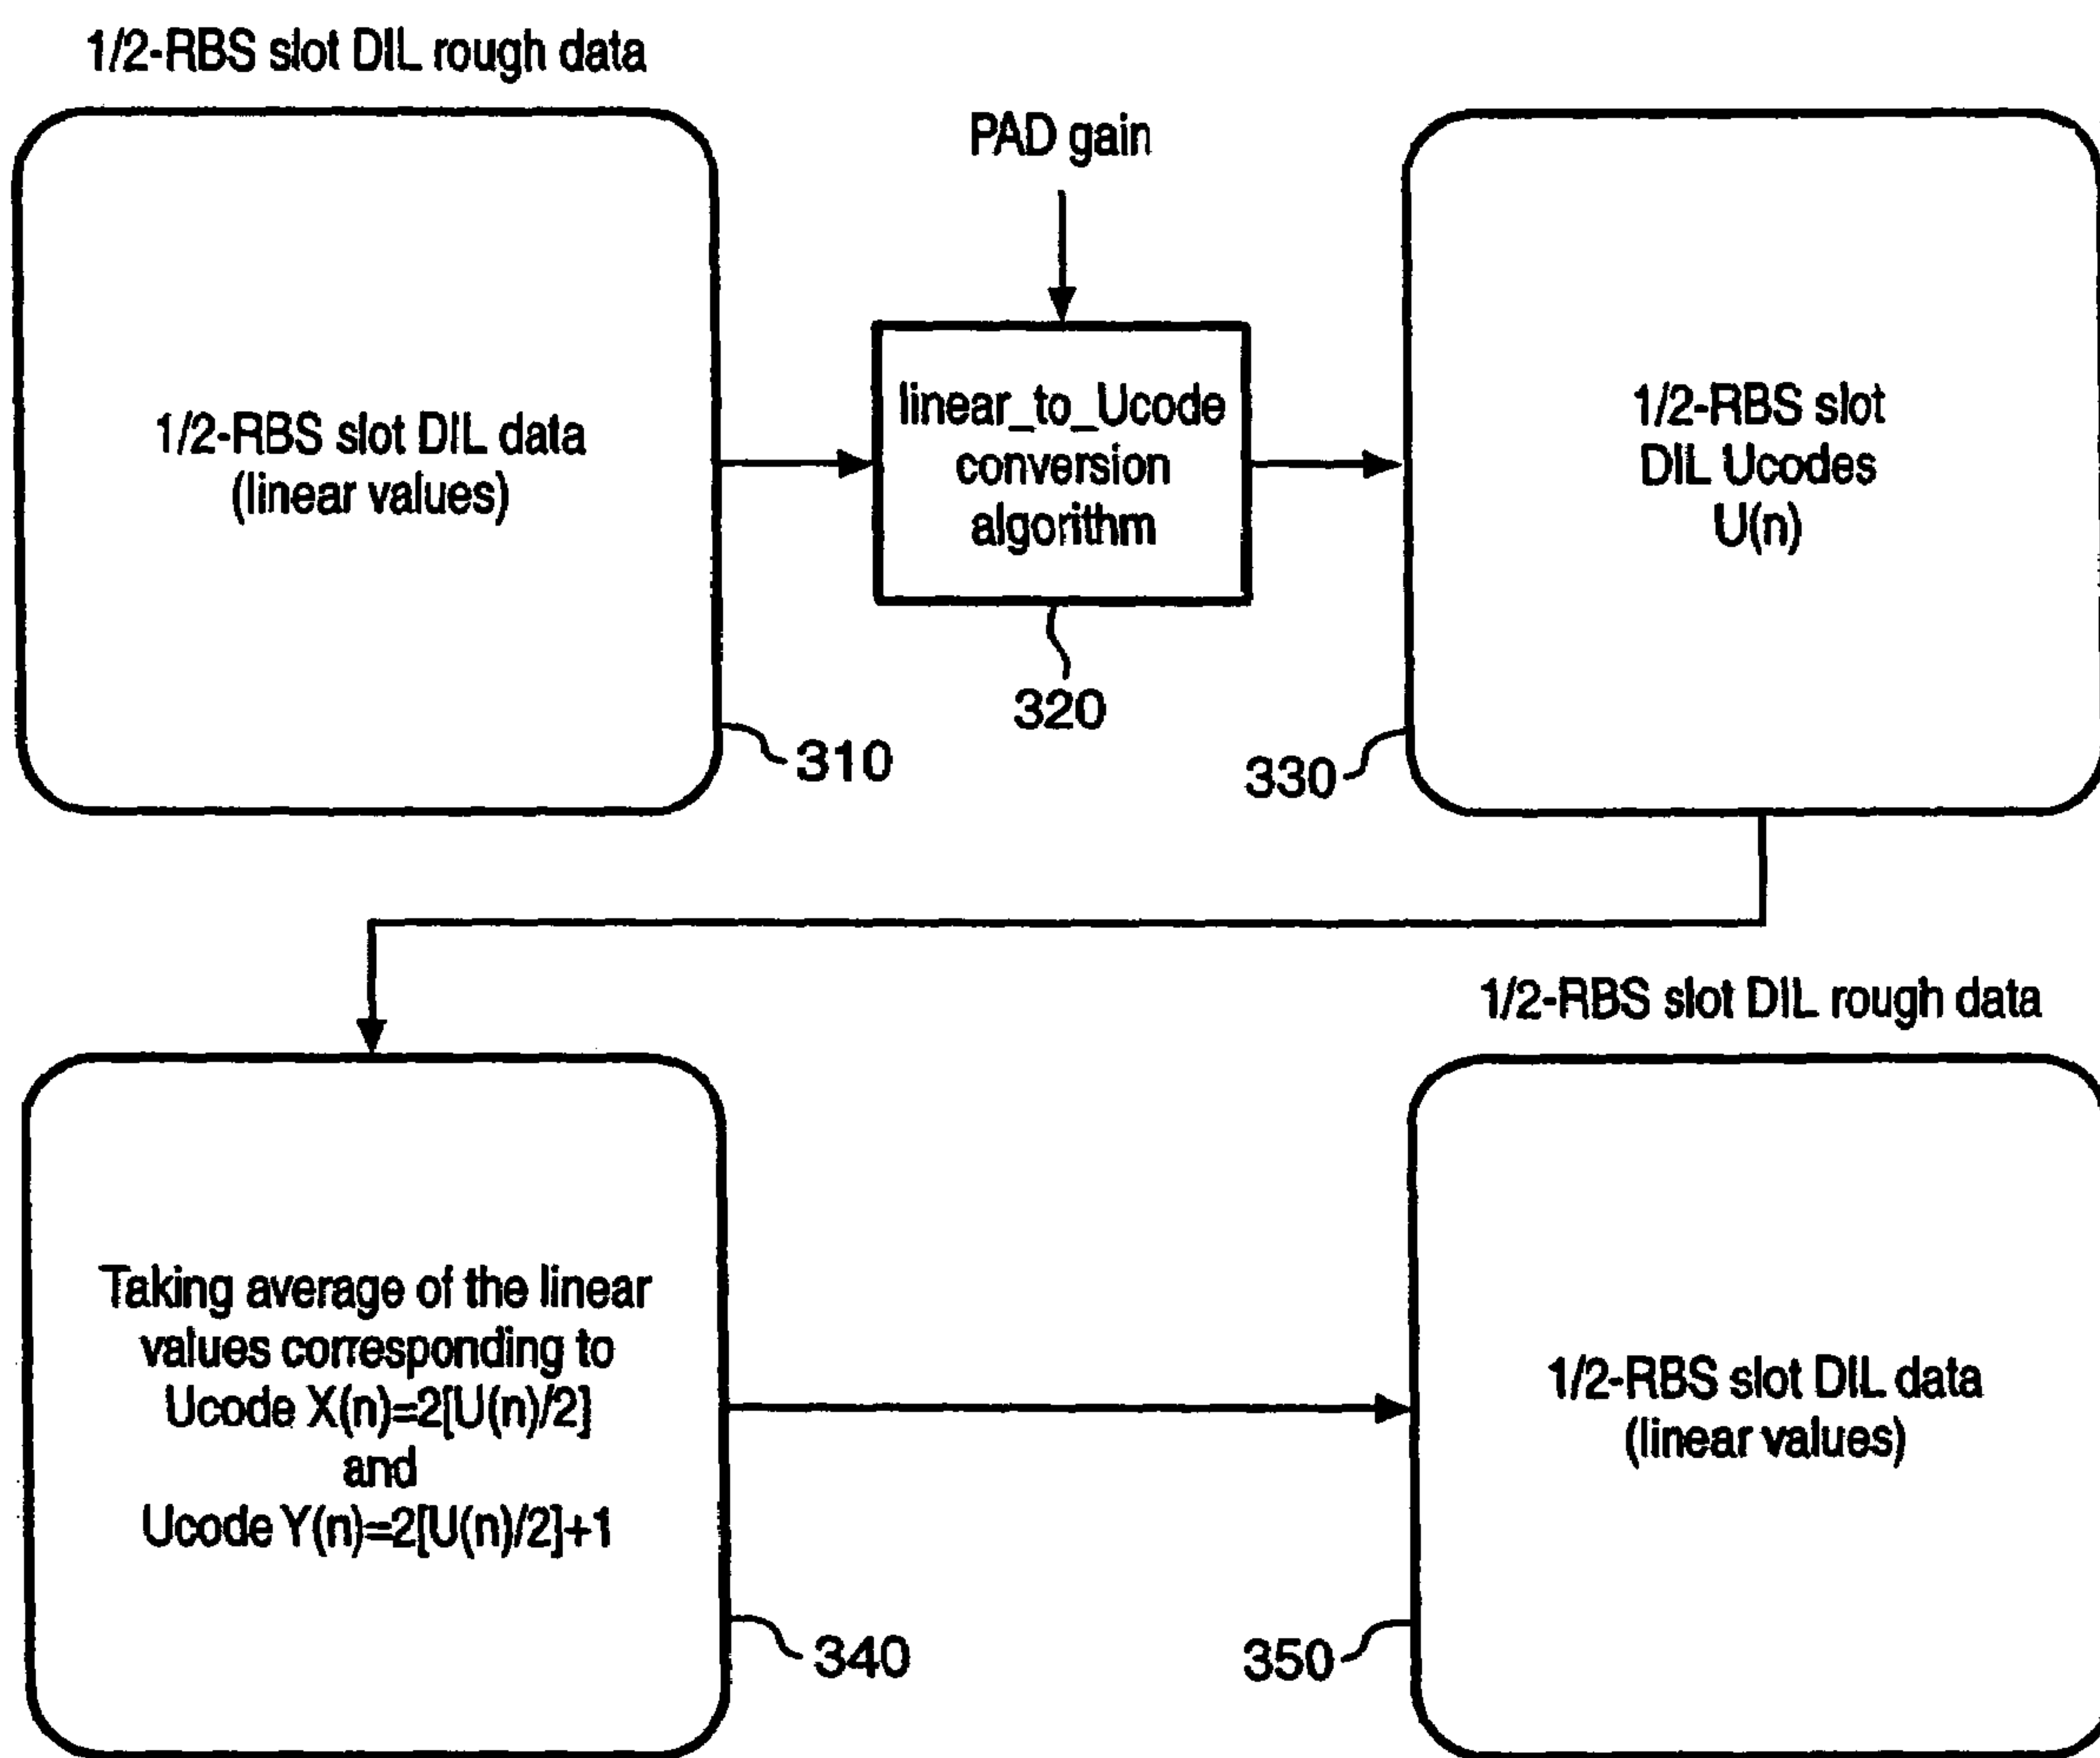 1/2-RBS slot DIL rough data
PAD gain
1/2-RBS slot DIL data
(linear values)
linear_to_Ucode
conversion
algorithm
1/2-RBS slot
DIL Ucodes
U(n)
320
310
330
1/2-RBS slot DIL rough data
Taking average of the linear
values corresponding to
Ucode X(n)=2[U(n)/2]
and
Ucode Y(n)=2[U(n)/2]+1
1/2-RBS slot DIL data
(linear values)
340
350